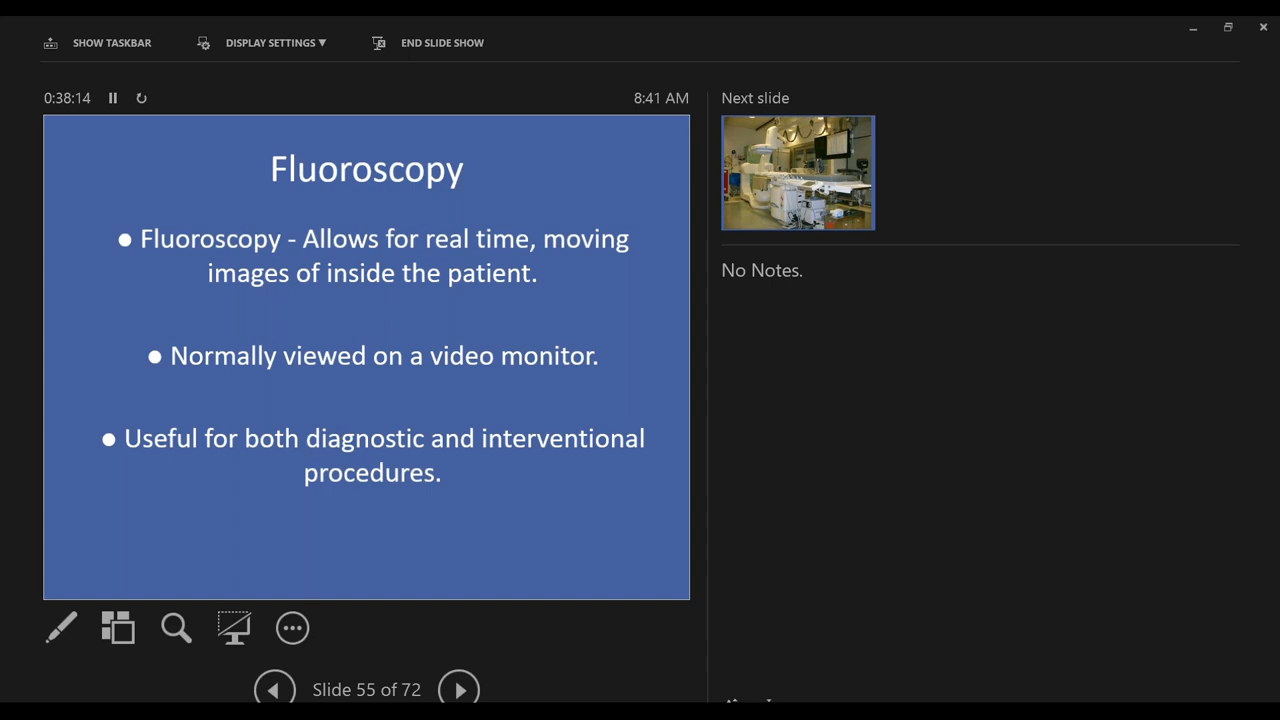 SHOW TASKBAR DISPLAY SETTINGS ▼ END SLIDE SHOW
0:38:14 8:41 AM
Fluoroscopy
● Fluoroscopy - Allows for real time, moving
images of inside the patient.
● Normally viewed on a video monitor.
● Useful for both diagnostic and interventional
procedures.
Slide 55 of 72
Next slide
No Notes.